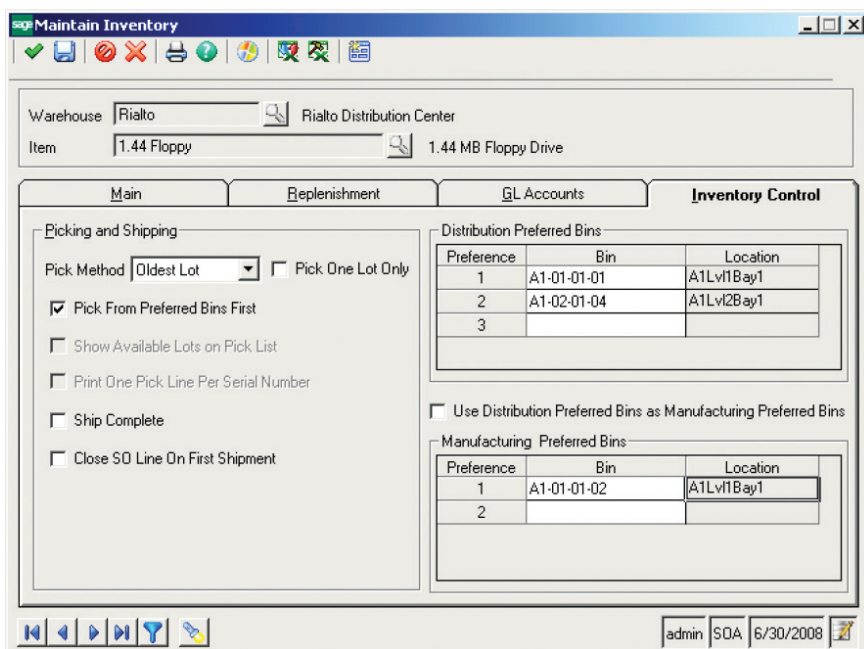 sage Maintain Inventory
Warehouse Rialto Rialto Distribution Center
Item 1.44 Floppy 1.44 MB Floppy Drive
Main Replenishment GL Accounts Inventory Control
Picking and Shipping
Pick Method Oldest Lot Pick One Lot Only
Pick From Preferred Bins First
Show Available Lots on Pick List
Print One Pick Line Per Serial Number
Ship Complete
Close SO Line On First Shipment
Distribution Preferred Bins
Preference Bin Location
1 A1-01-01-01 A1Lvl1Bay1
2 A1-02-01-04 A1Lvl2Bay1
3
Use Distribution Preferred Bins as Manufacturing Preferred Bins
Manufacturing Preferred Bins
Preference Bin Location
1 A1-01-01-02 A1Lvl1Bay1
2
admin SOA 6/30/2008